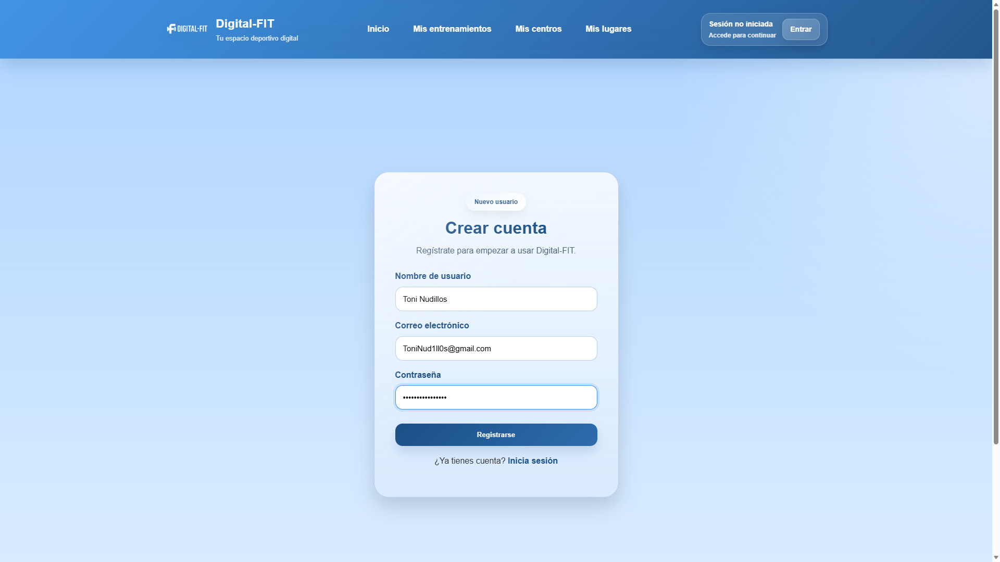 DIGITAL-FIT
Digital-FIT
Tu espacio deportivo digital
Inicio
Mis entrenamientos
Mis centros
Mis lugares
Sesión no iniciada
Accede para continuar
Entrar
Nuevo usuario
Crear cuenta
Regístrate para empezar a usar Digital-FIT.
Nombre de usuario
Toni Nudillos
Correo electrónico
ToniNud1ll0s@gmail.com
Contraseña
••••••••••••••••
Registrarse
¿Ya tienes cuenta? Inicia sesión